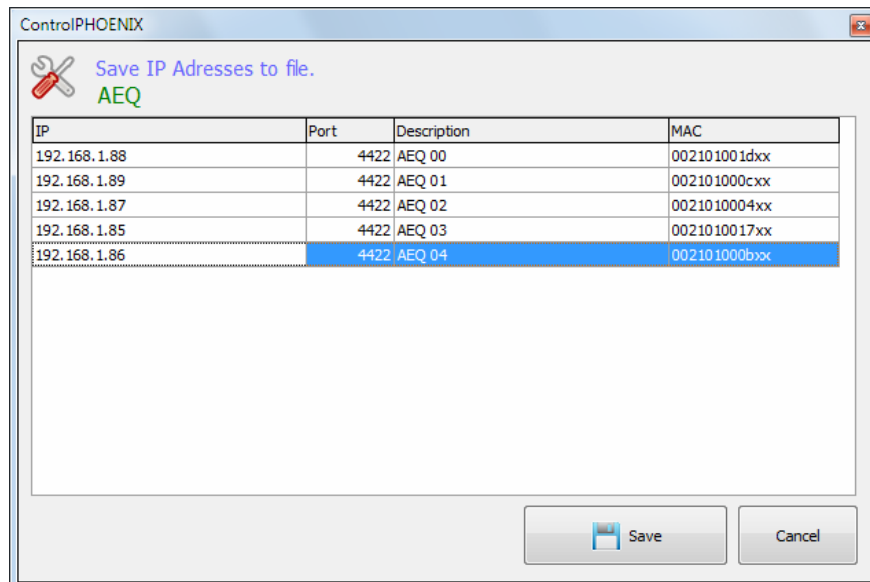 ControlPHOENIX
Save IP Adresses to file.
AEQ
IP Port Description MAC
192.168.1.88 4422 AEQ 00 002101001dxx
192.168.1.89 4422 AEQ 01 002101000cxx
192.168.1.87 4422 AEQ 02 0021010004xx
192.168.1.85 4422 AEQ 03 0021010017xx
192.168.1.86 4422 AEQ 04 002101000bxx
Save Cancel